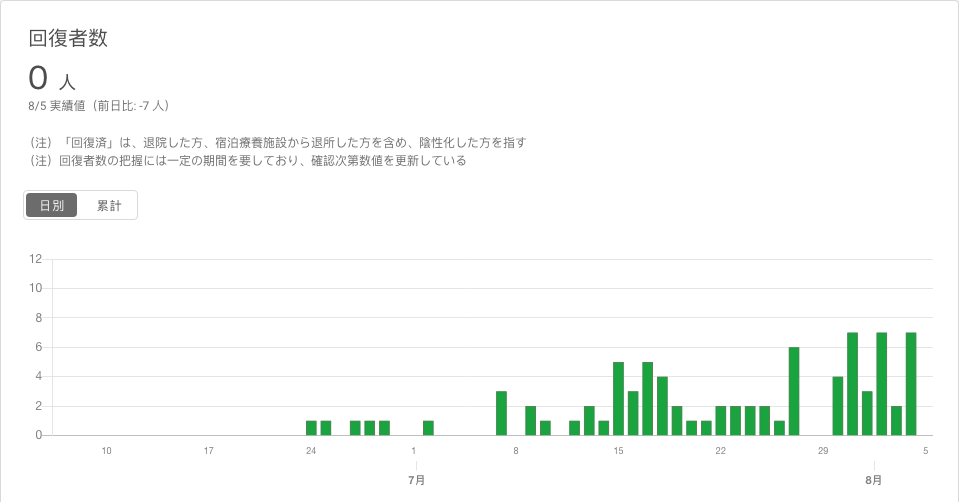 回復者数
0 人
8/5 実績値（前日比: -7 人）
（注）「回復済」は、退院した方、宿泊療養施設から退所した方を含め、陰性化した方を指す
（注）回復者数の把握には一定の期間を要しており、確認次第数値を更新している
日別 累計
12
10
8
6
4
2
0
10 17 24 1 8 15 22 29 5
7月 8月